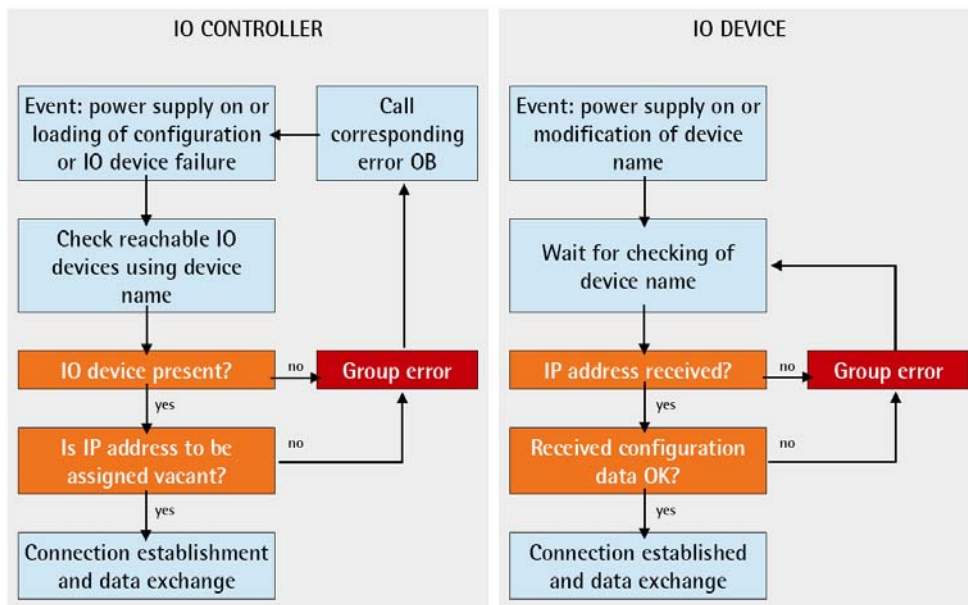 IO CONTROLLER
Event: power supply on or
loading of configuration
or IO device failure
Call
corresponding
error OB
Check reachable IO
devices using device
name
IO device present?
no
Group error
yes
Is IP address to be
assigned vacant?
no
yes
Connection establishment
and data exchange
IO DEVICE
Event: power supply on or
modification of device
name
Wait for checking of
device name
IP address received?
no
Group error
yes
Received configuration
data OK?
no
yes
Connection established
and data exchange